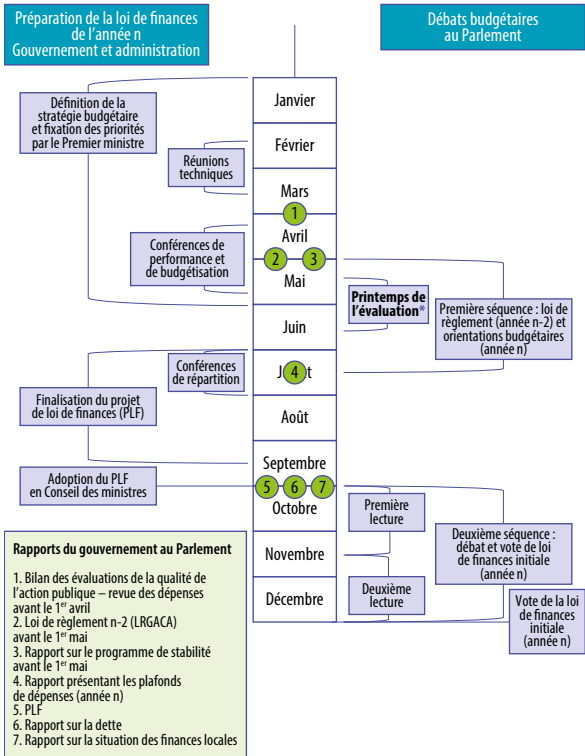 Préparation de la loi de finances
de l'année n
Gouvernement et administration
Débats budgétaires
au Parlement
Définition de la
stratégie budgétaire
et fixation des priorités
par le Premier ministre
Réunions
techniques
Conférences de
performance et
de budgétisation
Conférences
de répartition
Finalisation du projet
de loi de finances (PLF)
Adoption du PLF
en Conseil des ministres
Janvier
Février
Mars
1
Avril
2 3
Mai
Juin
J 4 t
Août
Septembre
5 6 7
Octobre
Novembre
Décembre
Printemps de
l'évaluation*
Première séquence : loi de
règlement (année n-2) et
orientations budgétaires
(année n)
Première
lecture
Deuxième
lecture
Deuxième séquence :
débat et vote de loi
de finances initiale
(année n)
Vote de la loi
de finances
initiale
(année n)
Rapports du gouvernement au Parlement
1. Bilan des évaluations de la qualité de
l'action publique – revue des dépenses
avant le 1er avril
2. Loi de règlement n-2 (LRGACA)
avant le 1er mai
3. Rapport sur le programme de stabilité
avant le 1er mai
4. Rapport présentant les plafonds
de dépenses (année n)
5. PLF
6. Rapport sur la dette
7. Rapport sur la situation des finances locales